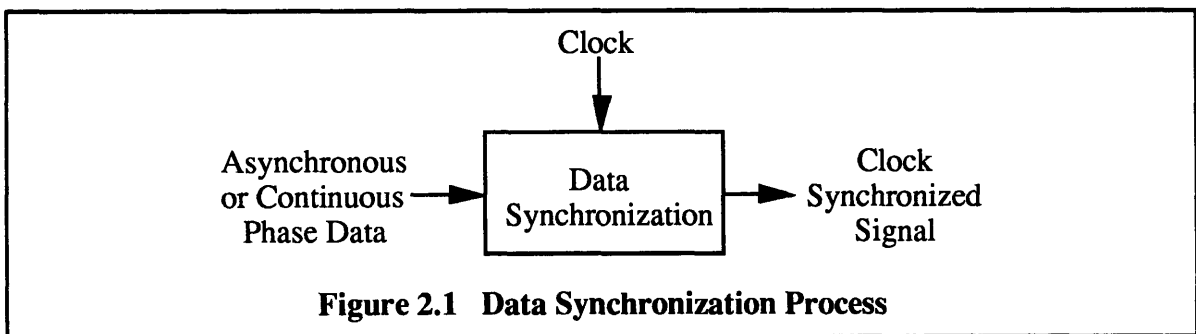 Clock
Asynchronous
or Continuous
Phase Data
Data
Synchronization
Clock
Synchronized
Signal
Figure 2.1 Data Synchronization Process